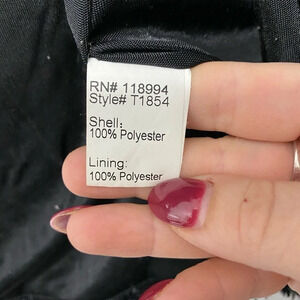 RN# 118994
Style# T1854
Shell:
100% Polyester
Lining:
100% Polyester